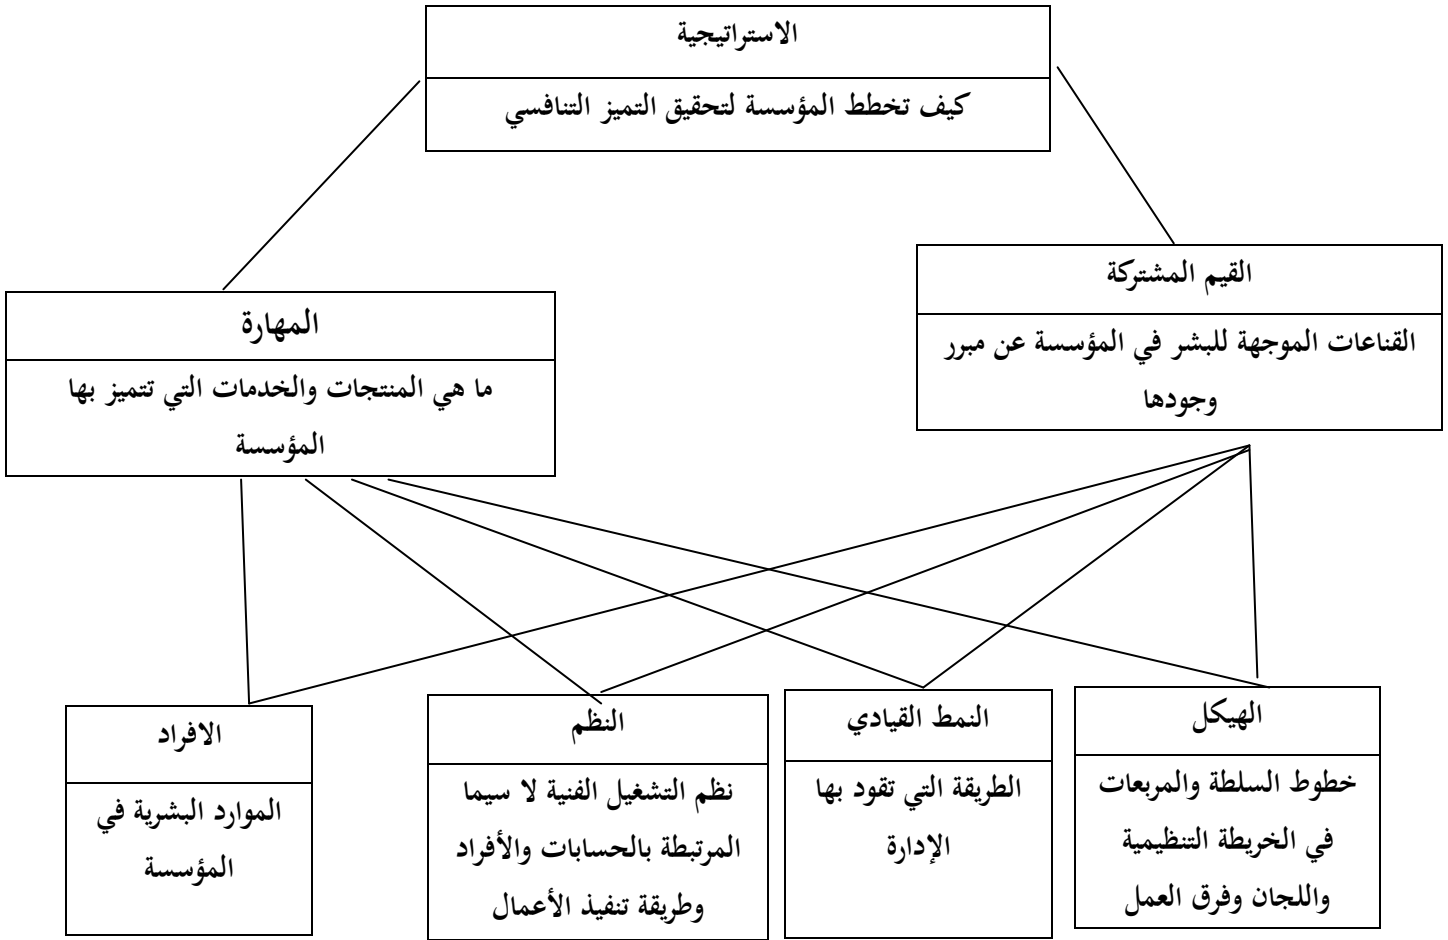 الاستراتيجية
كيف تخطط المؤسسة لتحقيق التميز التنافسي
القيم المشتركة
القناعات الموجهة للبشر في المؤسسة عن مبرر
وجودها
المهارة
ما هي المنتجات والخدمات التي تتميز بها
المؤسسة
الهيكل
خطوط السلطة والمربعات
في الخريطة التنظيمية
واللجان وفرق العمل
النمط القيادي
الطريقة التي تقود بها
الإدارة
النظم
نظم التشغيل الفنية لا سيما
المرتبطة بالحسابات والأفراد
وطريقة تنفيذ الأعمال
الافراد
الموارد البشرية في
المؤسسة